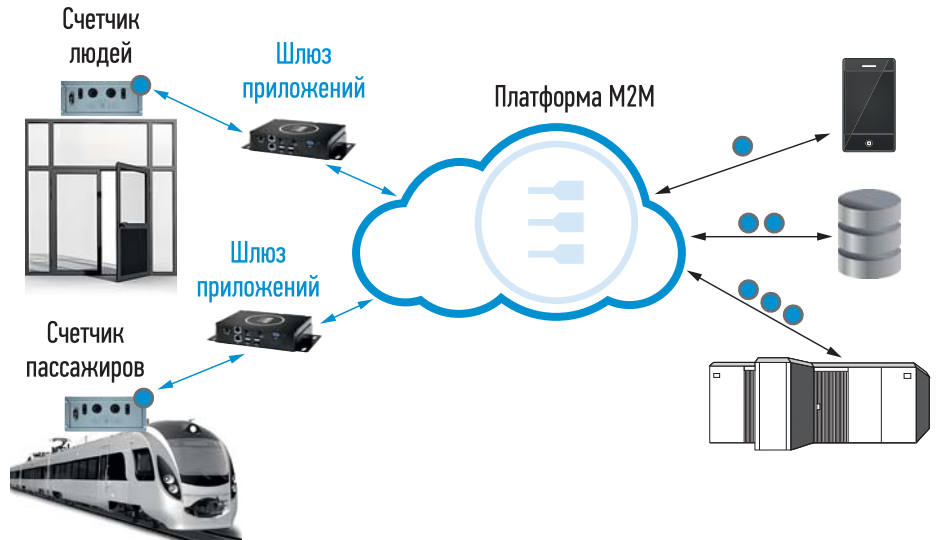 Счетчик
людей
Шлюз
приложений
Платформа M2M
Шлюз
приложений
Счетчик
пассажиров